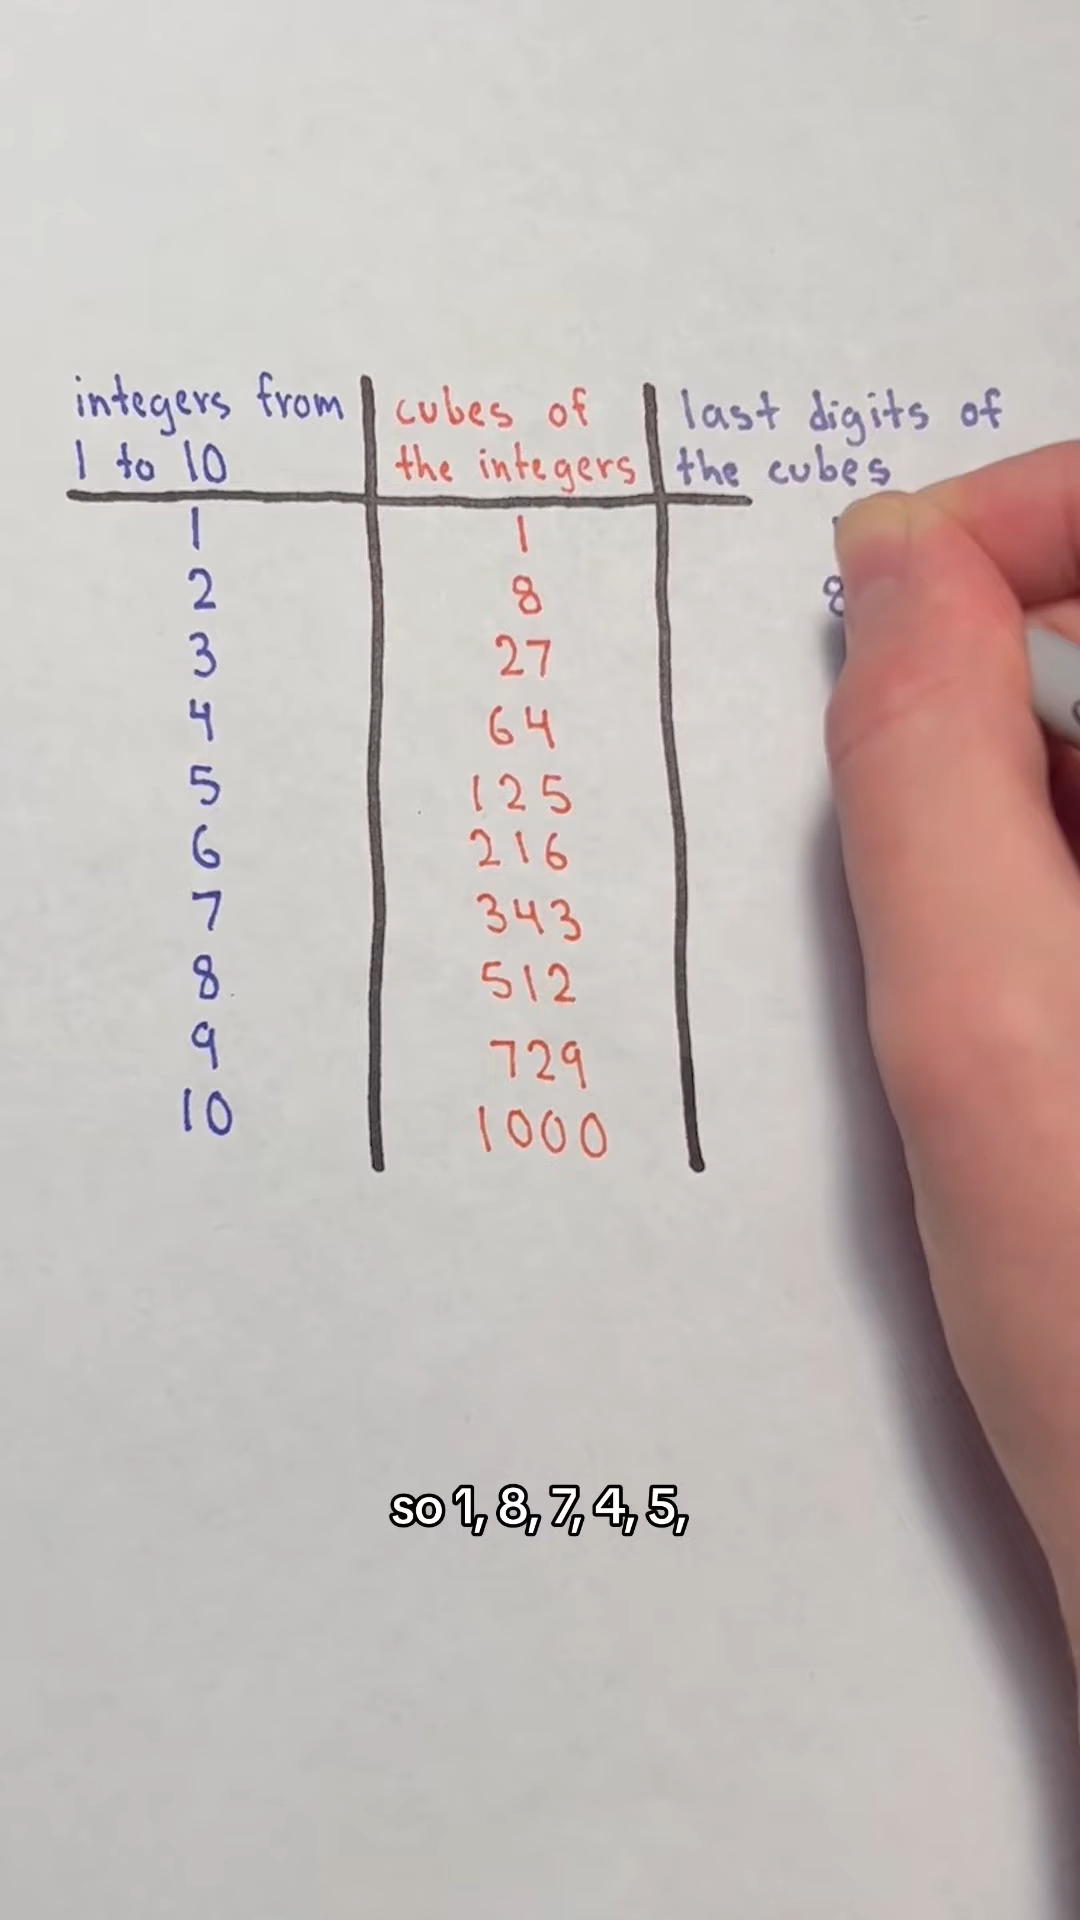 integers from
1 to 10
cubes of
the integers
last digits of
the cubes
1 1
2 8 8
3 27
4 64
5 125
6 216
7 343
8 512
9 729
10 1000
so 1, 8, 7, 4, 5,